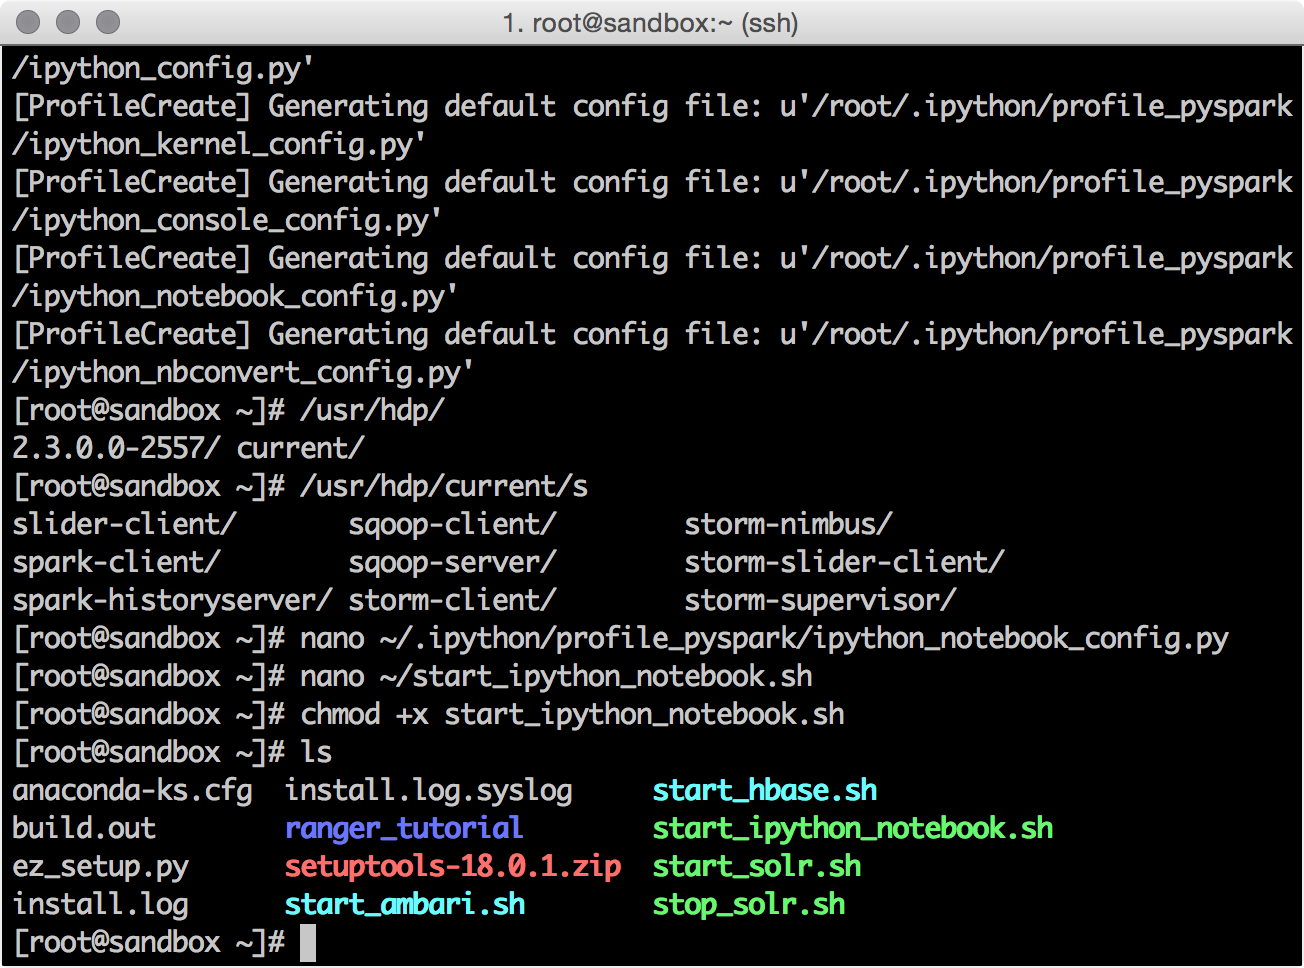 1. root@sandbox:~ (ssh)
/ipython_config.py'
[ProfileCreate] Generating default config file: u'/root/.ipython/profile_pyspark
/ipython_kernel_config.py'
[ProfileCreate] Generating default config file: u'/root/.ipython/profile_pyspark
/ipython_console_config.py'
[ProfileCreate] Generating default config file: u'/root/.ipython/profile_pyspark
/ipython_notebook_config.py'
[ProfileCreate] Generating default config file: u'/root/.ipython/profile_pyspark
/ipython_nbconvert_config.py'
[root@sandbox ~]# /usr/hdp/
2.3.0.0-2557/ current/
[root@sandbox ~]# /usr/hdp/current/s
slider-client/       sqoop-client/        storm-nimbus/
spark-client/        sqoop-server/        storm-slider-client/
spark-historyserver/ storm-client/        storm-supervisor/
[root@sandbox ~]# nano ~/.ipython/profile_pyspark/ipython_notebook_config.py
[root@sandbox ~]# nano ~/start_ipython_notebook.sh
[root@sandbox ~]# chmod +x start_ipython_notebook.sh
[root@sandbox ~]# ls
anaconda-ks.cfg  install.log.syslog     start_hbase.sh
build.out        ranger_tutorial        start_ipython_notebook.sh
ez_setup.py      setuptools-18.0.1.zip  start_solr.sh
install.log      start_ambari.sh        stop_solr.sh
[root@sandbox ~]#